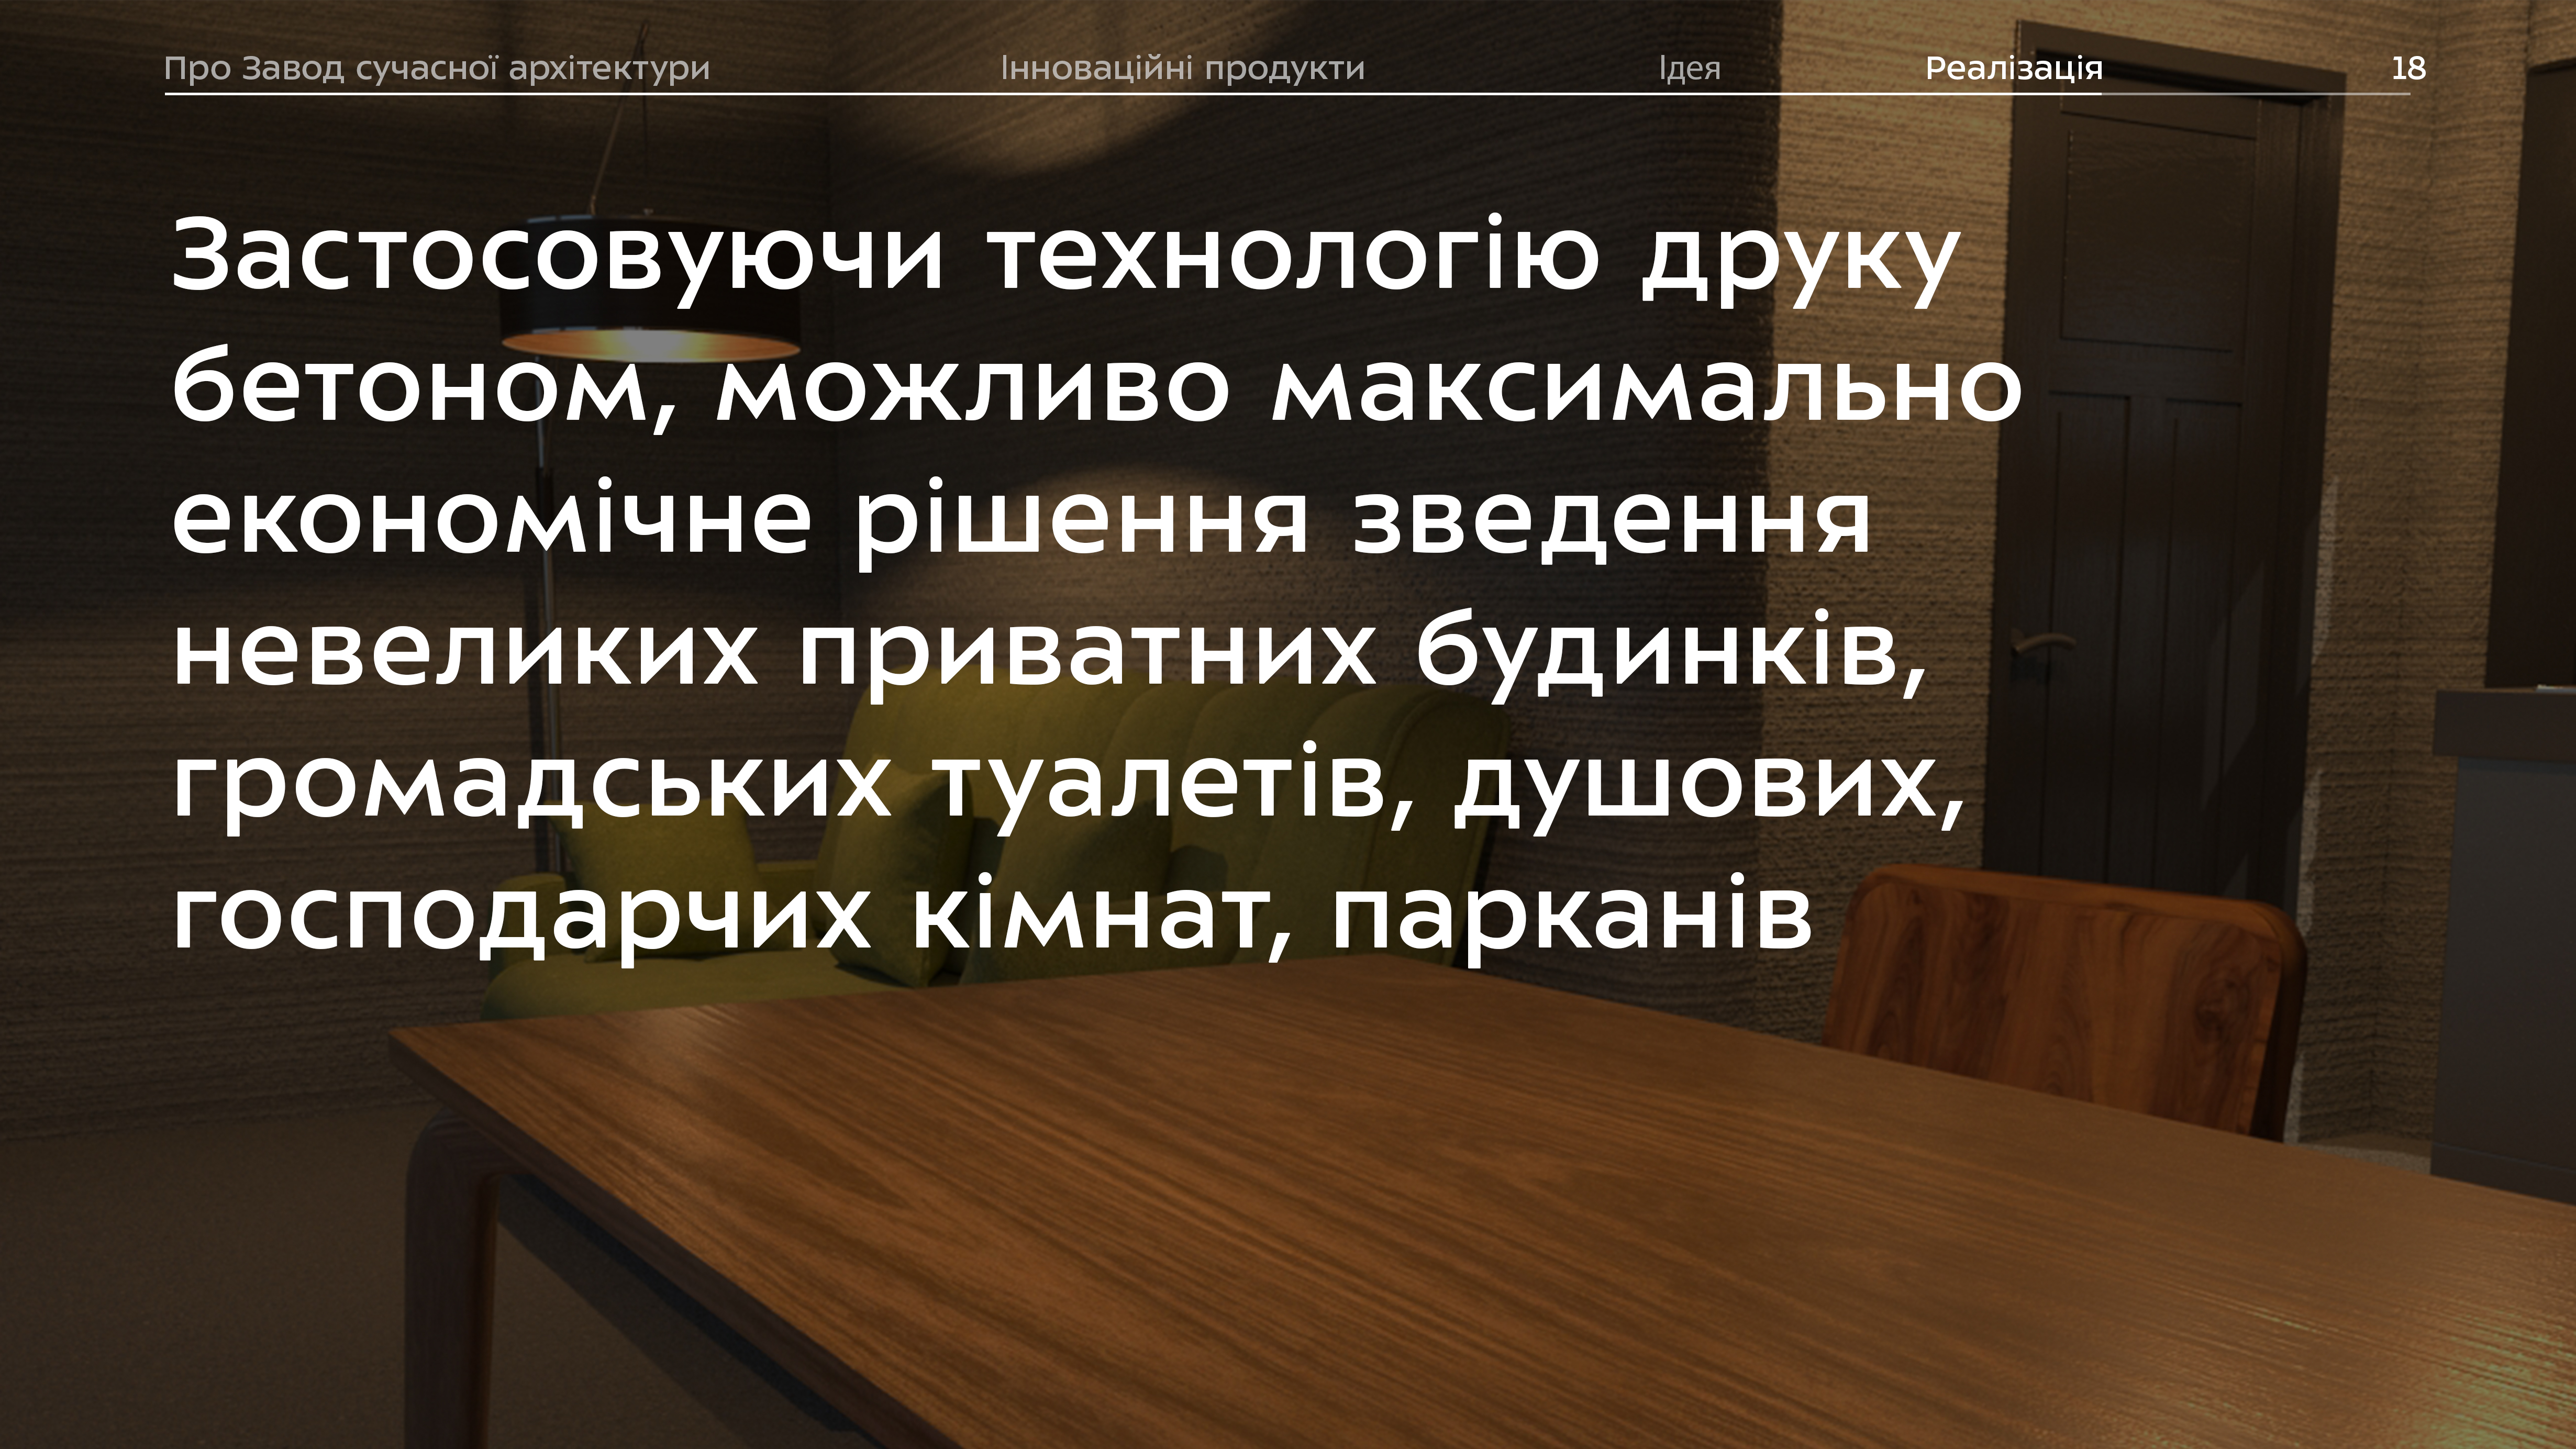 Про Завод сучасної архітектури
Інноваційні продукти
Ідея
Реалізація
18
Застосовуючи технологію друку
бетоном, можливо максимально
економічне рішення зведення
невеликих приватних будинків,
громадських туалетів, душових,
господарчих кімнат, парканів